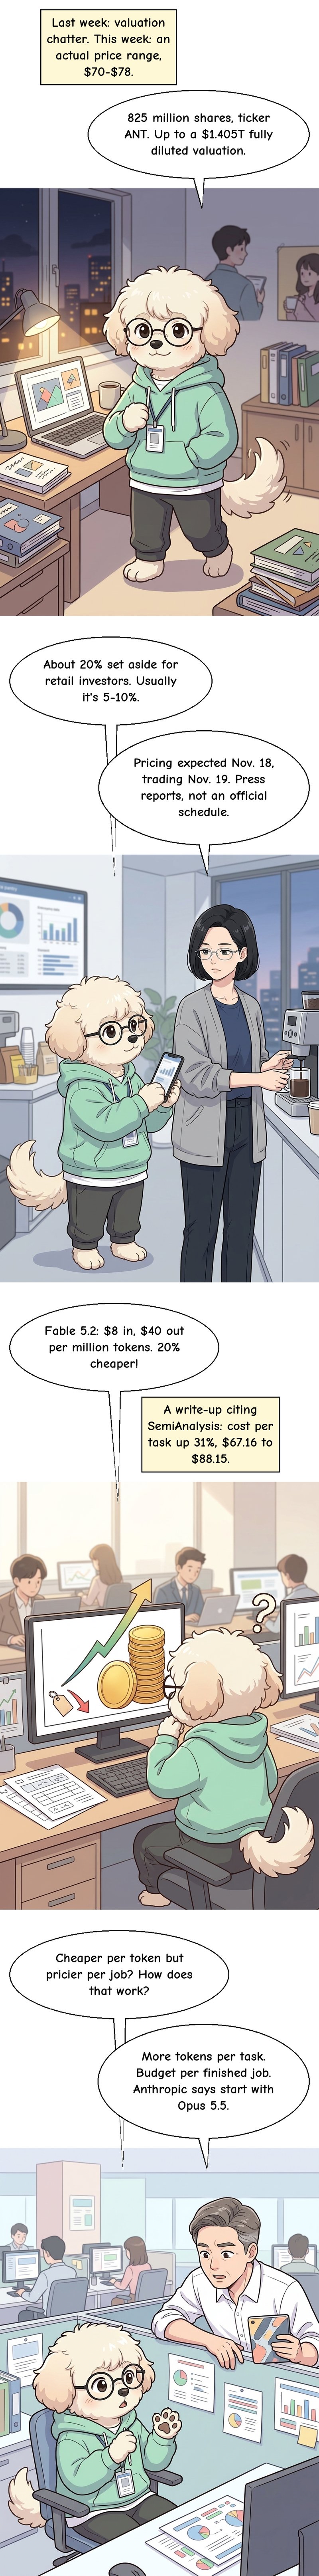 Last week: valuation
chatter. This week: an
actual price range,
$70-$78.
825 million shares, ticker
ANT. Up to a $1.405T fully
diluted valuation.
About 20% set aside for
retail investors. Usually
it's 5-10%.
Pricing expected Nov. 18,
trading Nov. 19. Press
reports, not an official
schedule.
Fable 5.2: $8 in, $40 out
per million tokens. 20%
cheaper!
A write-up citing
SemiAnalysis: cost per
task up 31%, $67.16 to
$88.15.
?
Cheaper per token but
pricier per job? How does
that work?
More tokens per task.
Budget per finished job.
Anthropic says start with
Opus 5.5.